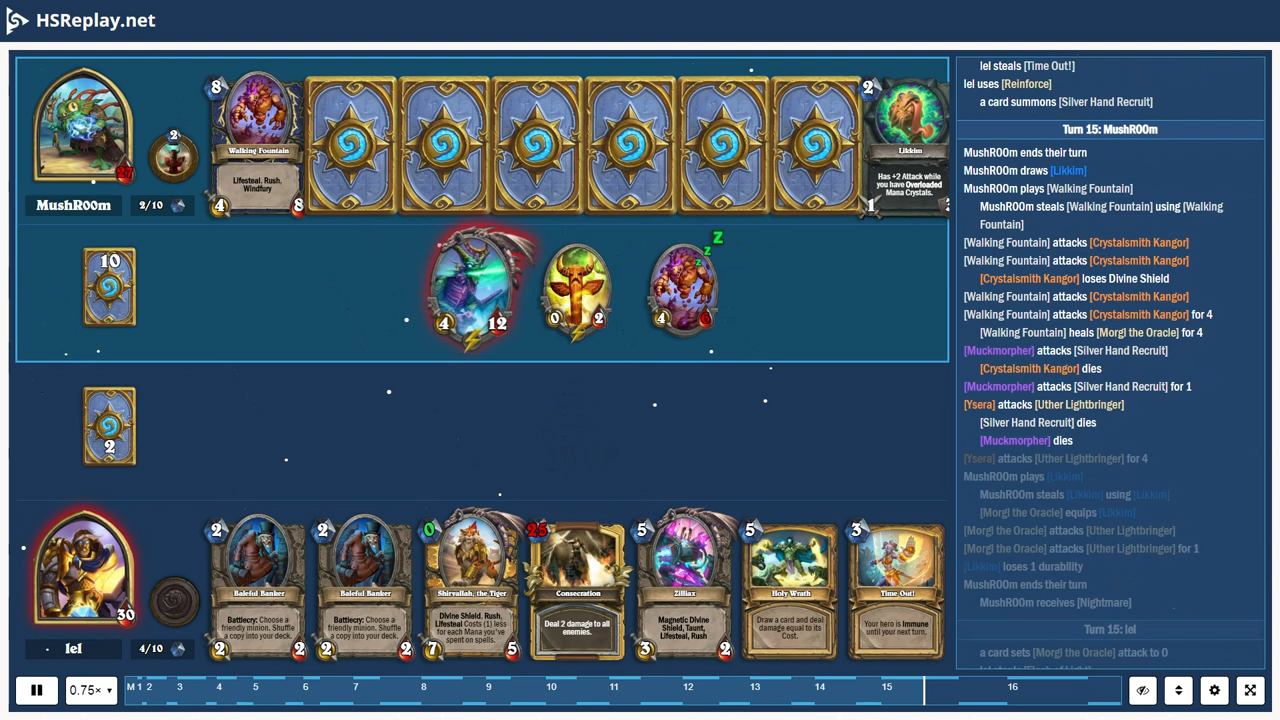 HSReplay.net
27
MushR00m
2
2/10
8
Walking Fountain
Lifesteal. Rush,
Windfury
4
8
2
Likkim
Has +2 Attack while
you have Overloaded
Mana Crystals.
1
10
4
12
0
2
z
z
Z
4
6
2
30
lel
4/10
2
Baleful Banker
Battlecry: Choose a
friendly minion. Shuffle
a copy into your deck.
2
2
2
Baleful Banker
Battlecry: Choose a
friendly minion. Shuffle
a copy into your deck.
2
2
0
Shirvallah, the Tiger
Divine Shield. Rush,
Lifesteal Costs (1) less
for each Mana you've
spent on spells.
7
5
25
Consecration
Deal 2 damage to all
enemies.
5
Zilliax
Magnetic Divine
Shield, Taunt,
Lifesteal, Rush
3
2
5
Holy Wrath
Draw a card and deal
damage equal to its
Cost.
3
Time Out!
Your hero is Immune
until your next turn.
lel steals [Time Out!]
lel uses [Reinforce]
a card summons [Silver Hand Recruit]
Turn 15: MushR00m
MushR00m ends their turn
MushR00m draws [Likkim]
MushR00m plays [Walking Fountain]
MushR00m steals [Walking Fountain] using [Walking
Fountain]
[Walking Fountain] attacks [Crystalsmith Kangor]
[Walking Fountain] attacks [Crystalsmith Kangor]
[Crystalsmith Kangor] loses Divine Shield
[Walking Fountain] attacks [Crystalsmith Kangor]
[Walking Fountain] attacks [Crystalsmith Kangor] for 4
[Walking Fountain] heals [Morgl the Oracle] for 4
[Muckmorpher] attacks [Silver Hand Recruit]
[Crystalsmith Kangor] dies
[Muckmorpher] attacks [Silver Hand Recruit] for 1
[Ysera] attacks [Uther Lightbringer]
[Silver Hand Recruit] dies
[Muckmorpher] dies
[Ysera] attacks [Uther Lightbringer] for 4
MushR00m plays [Likkim]
MushR00m steals [Likkim] using [Likkim]
[Morgl the Oracle] equips [Likkim]
[Morgl the Oracle] attacks [Uther Lightbringer]
[Morgl the Oracle] attacks [Uther Lightbringer] for 1
[Likkim] loses 1 durability
MushR00m ends their turn
MushR00m receives [Nightmare]
Turn 15: lel
a card sets [Morgl the Oracle] attack to 0
0.75×
M 1 2 3 4 5 6 7 8 9 10 11 12 13 14 15 16